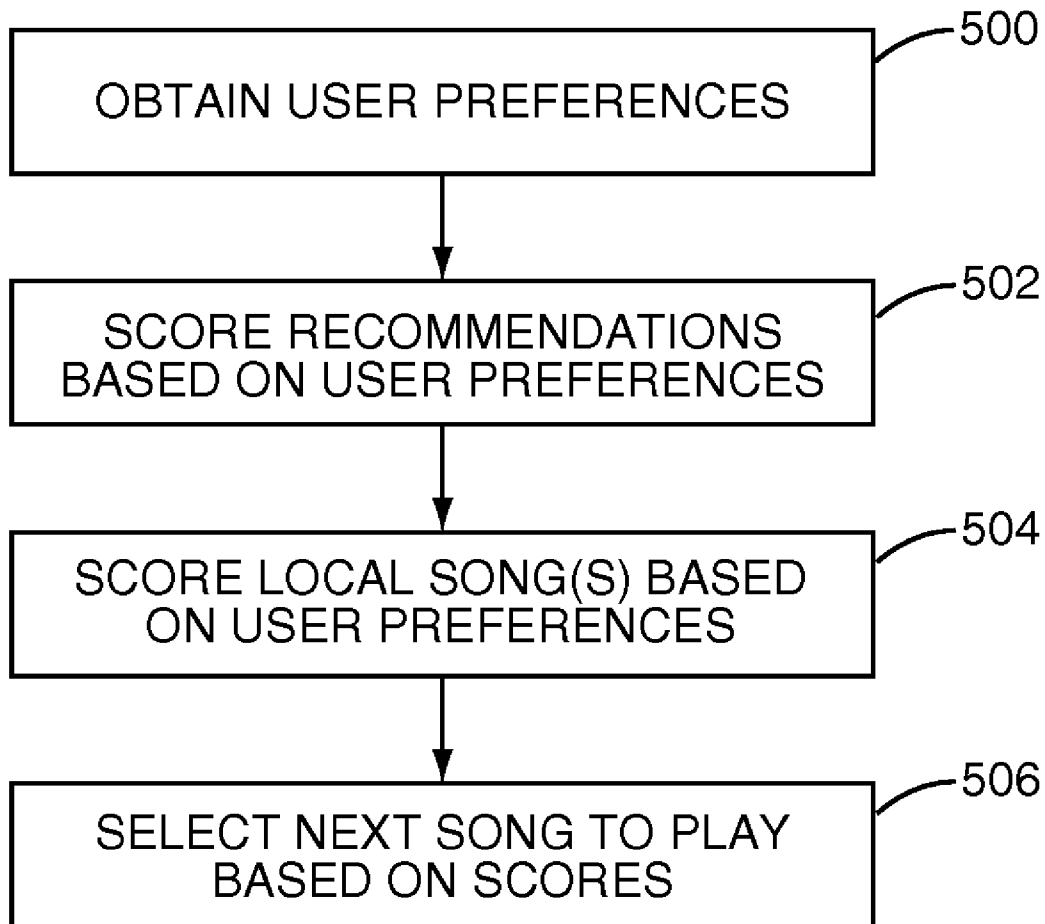 500
OBTAIN USER PREFERENCES
502
SCORE RECOMMENDATIONS
BASED ON USER PREFERENCES
504
SCORE LOCAL SONG(S) BASED
ON USER PREFERENCES
506
SELECT NEXT SONG TO PLAY
BASED ON SCORES